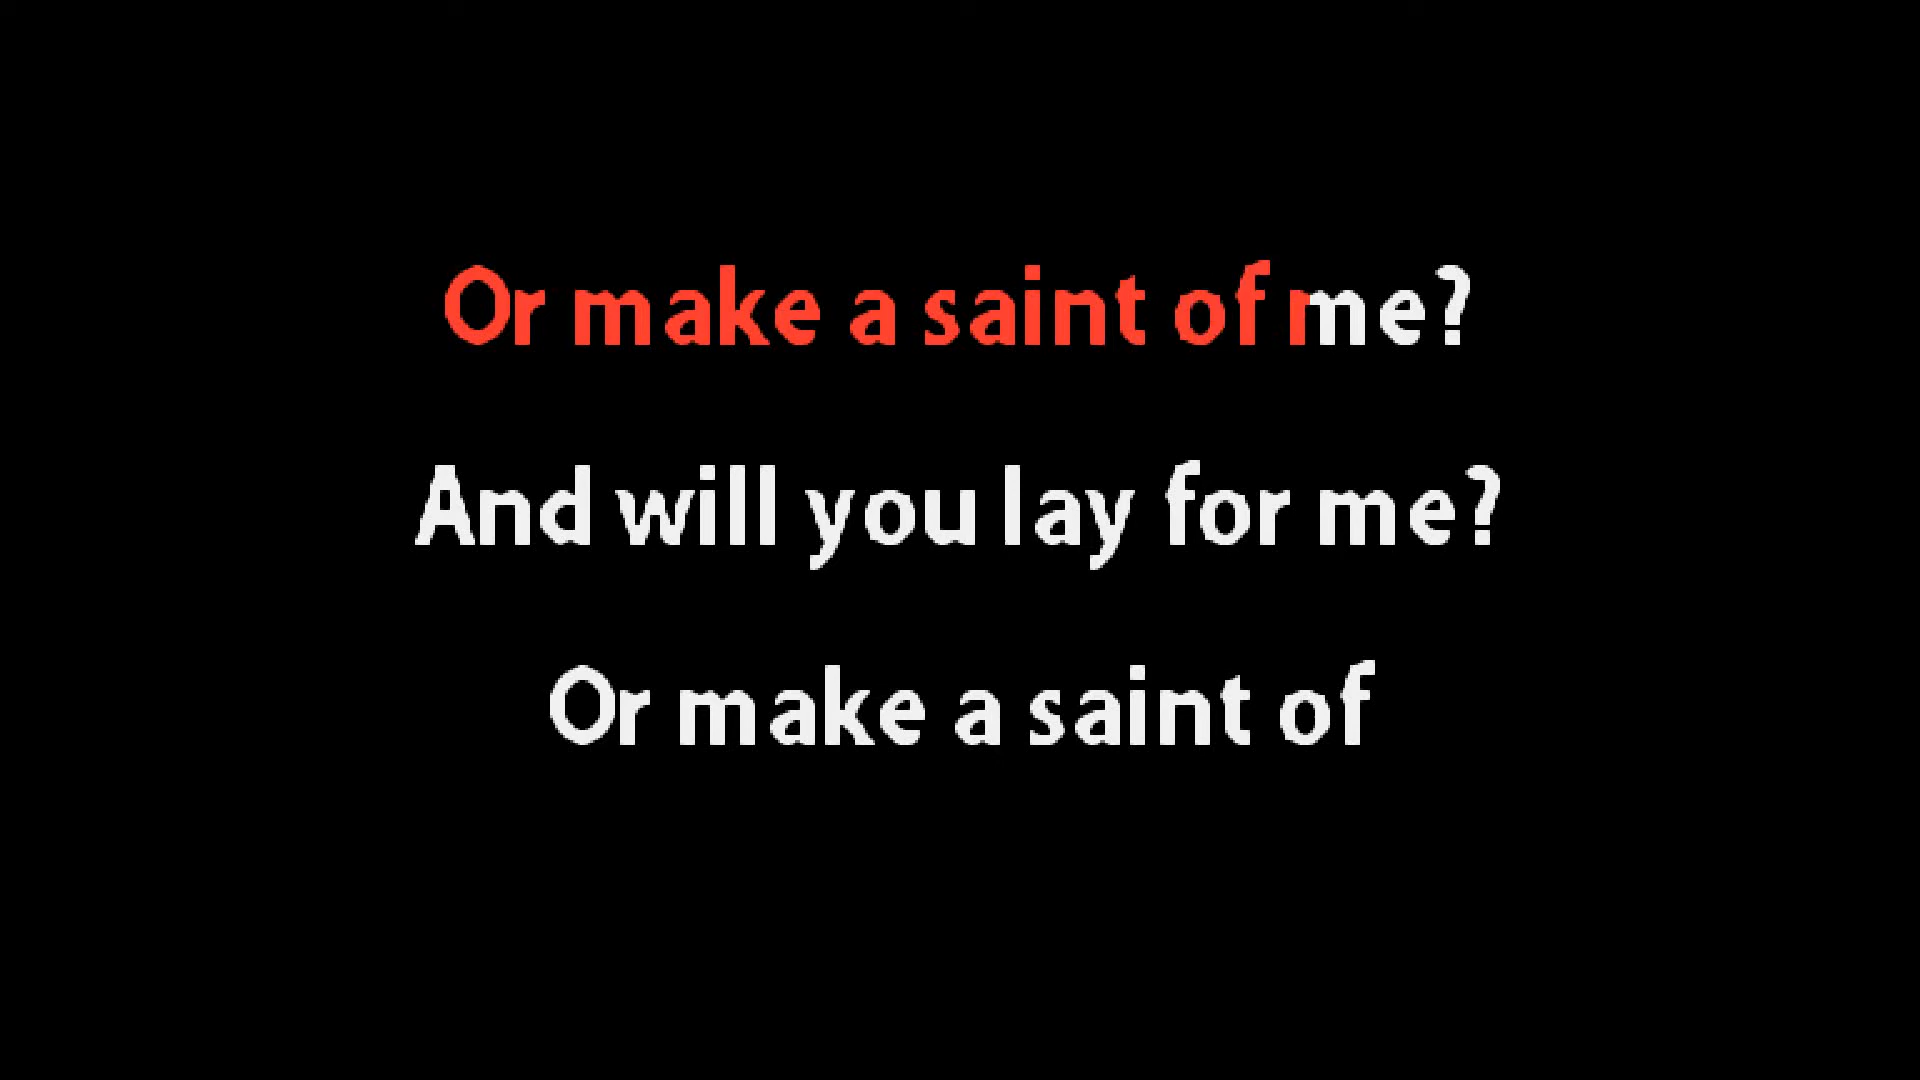 Or make a saint of me?
And will you lay for me?
Or make a saint of